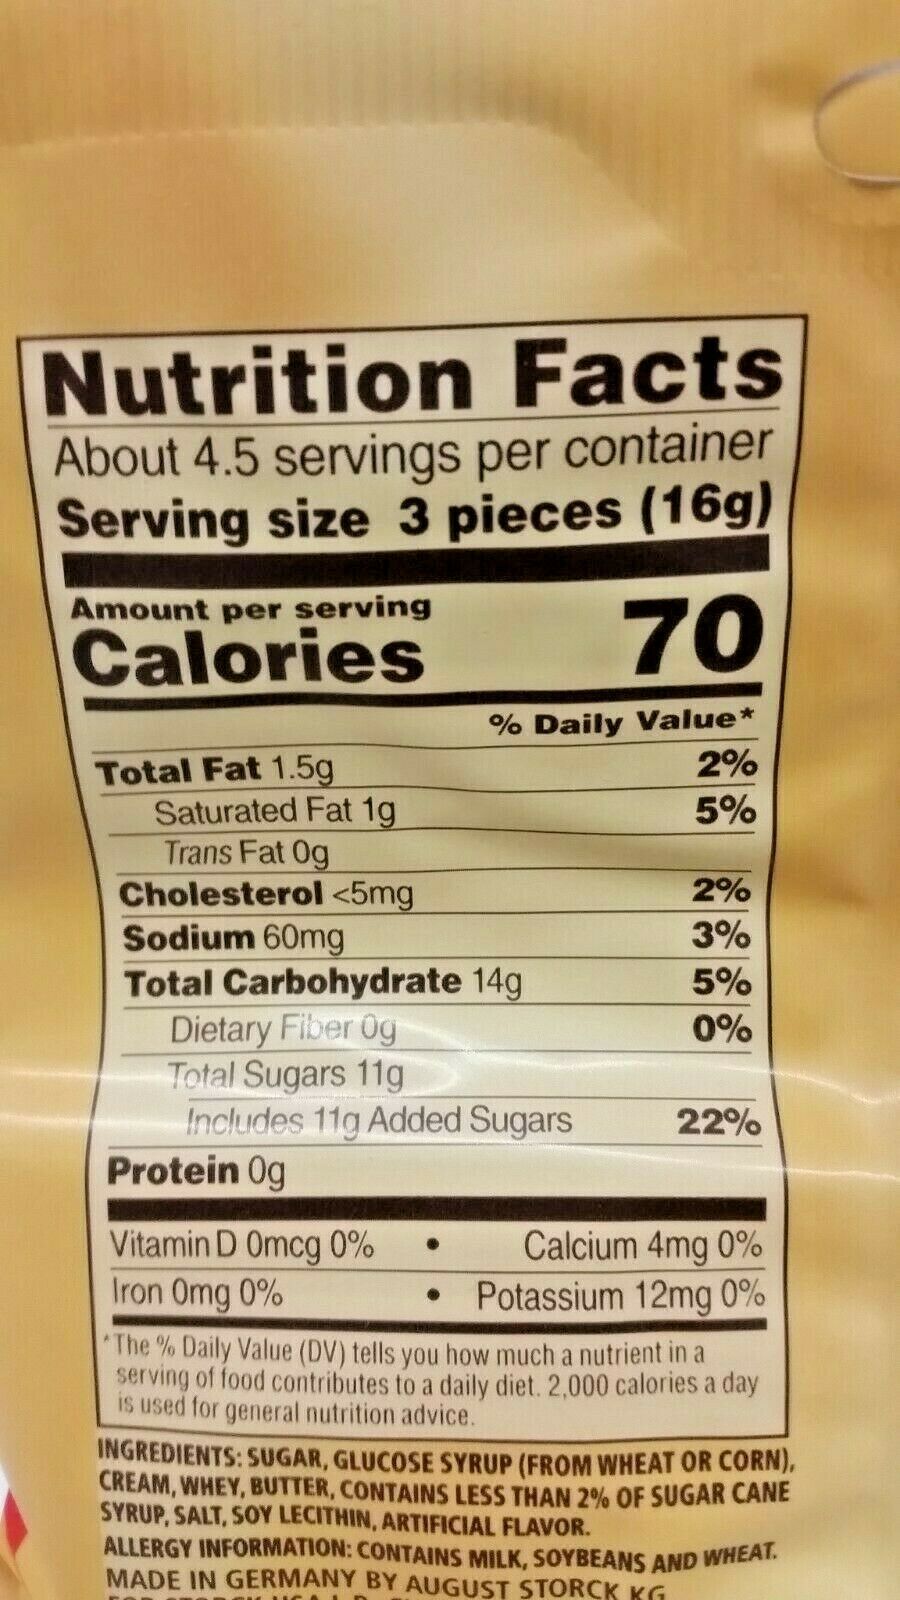 Nutrition Facts
About 4.5 servings per container
Serving size 3 pieces (16g)
Amount per serving
Calories 70
% Daily Value*
Total Fat 1.5g 2%
Saturated Fat 1g 5%
Trans Fat 0g
Cholesterol <5mg 2%
Sodium 60mg 3%
Total Carbohydrate 14g 5%
Dietary Fiber 0g 0%
Total Sugars 11g
Includes 11g Added Sugars 22%
Protein 0g
Vitamin D 0mcg 0% • Calcium 4mg 0%
Iron 0mg 0% • Potassium 12mg 0%
*The % Daily Value (DV) tells you how much a nutrient in a
serving of food contributes to a daily diet. 2,000 calories a day
is used for general nutrition advice.
INGREDIENTS: SUGAR, GLUCOSE SYRUP (FROM WHEAT OR CORN),
CREAM, WHEY, BUTTER, CONTAINS LESS THAN 2% OF SUGAR CANE
SYRUP, SALT, SOY LECITHIN, ARTIFICIAL FLAVOR.
ALLERGY INFORMATION: CONTAINS MILK, SOYBEANS AND WHEAT.
MADE IN GERMANY BY AUGUST STORCK KG